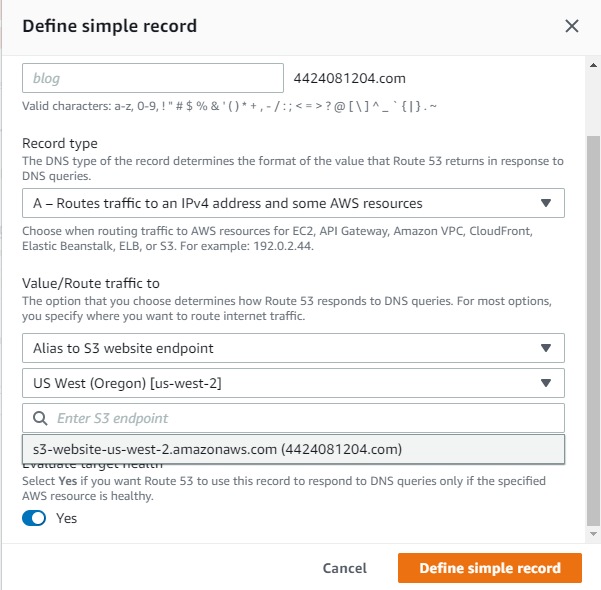 Define simple record
blog
4424081204.com
Valid characters: a-z, 0-9, ! " # $ % & ' ( ) * + , - / : ; < = > ? @ [ \ ] ^ _ ` { | } . ~
Record type
The DNS type of the record determines the format of the value that Route 53 returns in response to
DNS queries.
A – Routes traffic to an IPv4 address and some AWS resources
Choose when routing traffic to AWS resources for EC2, API Gateway, Amazon VPC, CloudFront,
Elastic Beanstalk, ELB, or S3. For example: 192.0.2.44.
Value/Route traffic to
The option that you choose determines how Route 53 responds to DNS queries. For most options,
you specify where you want to route internet traffic.
Alias to S3 website endpoint
US West (Oregon) [us-west-2]
Enter S3 endpoint
s3-website-us-west-2.amazonaws.com (4424081204.com)
Evaluate target health
Select Yes if you want Route 53 to use this record to respond to DNS queries only if the specified
AWS resource is healthy.
Yes
Cancel
Define simple record